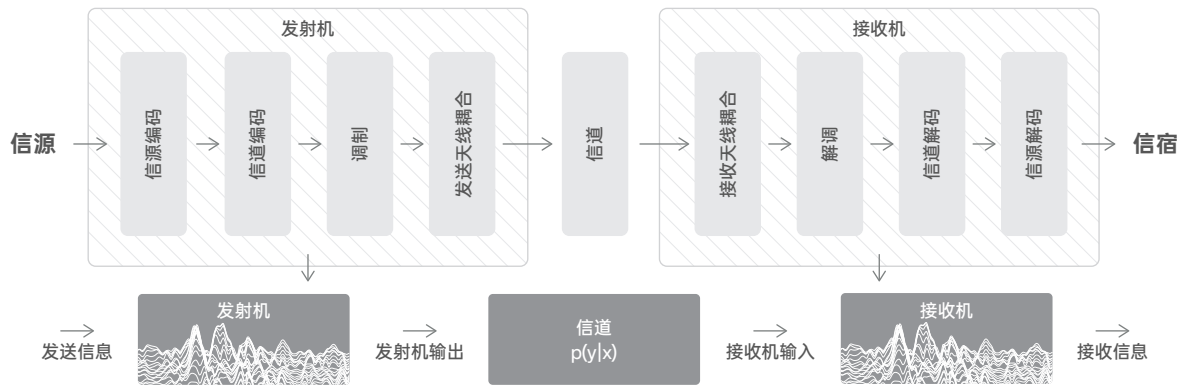 发射机
接收机
信源
信源编码
信道编码
调制
发送天线耦合
信道
接收天线耦合
解调
信道解码
信源解码
信宿
发射机
信道
p(y|x)
接收机
发送信息
发射机输出
接收机输入
接收信息